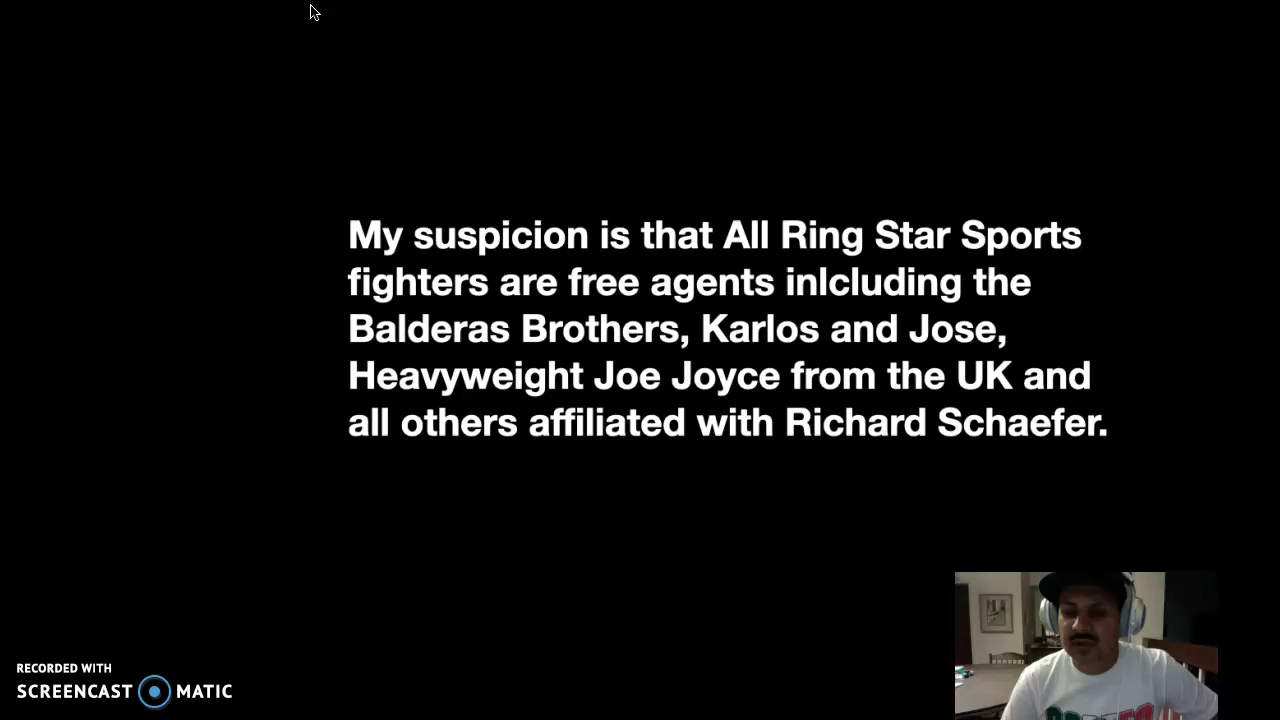 My suspicion is that All Ring Star Sports
fighters are free agents inlcluding the
Balderas Brothers, Karlos and Jose,
Heavyweight Joe Joyce from the UK and
all others affiliated with Richard Schaefer.
RECORDED WITH
SCREENCAST MATIC